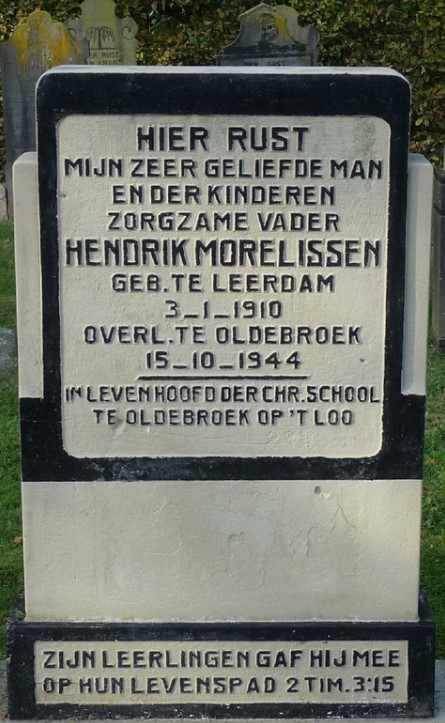 HIER RUST
MIJN ZEER GELIEFDE MAN
EN DER KINDEREN
ZORGZAME VADER
HENDRIK MORELISSEN
GEB. TE LEERDAM
3_1_1910
OVERL. TE OLDEBROEK
15_10_1944
IN LEVEN HOOFD DER CHR. SCHOOL
TE OLDEBROEK OP 'T LOO
ZIJN LEERLINGEN GAF HIJ MEE
OP HUN LEVENSPAD 2 TIM. 3:15